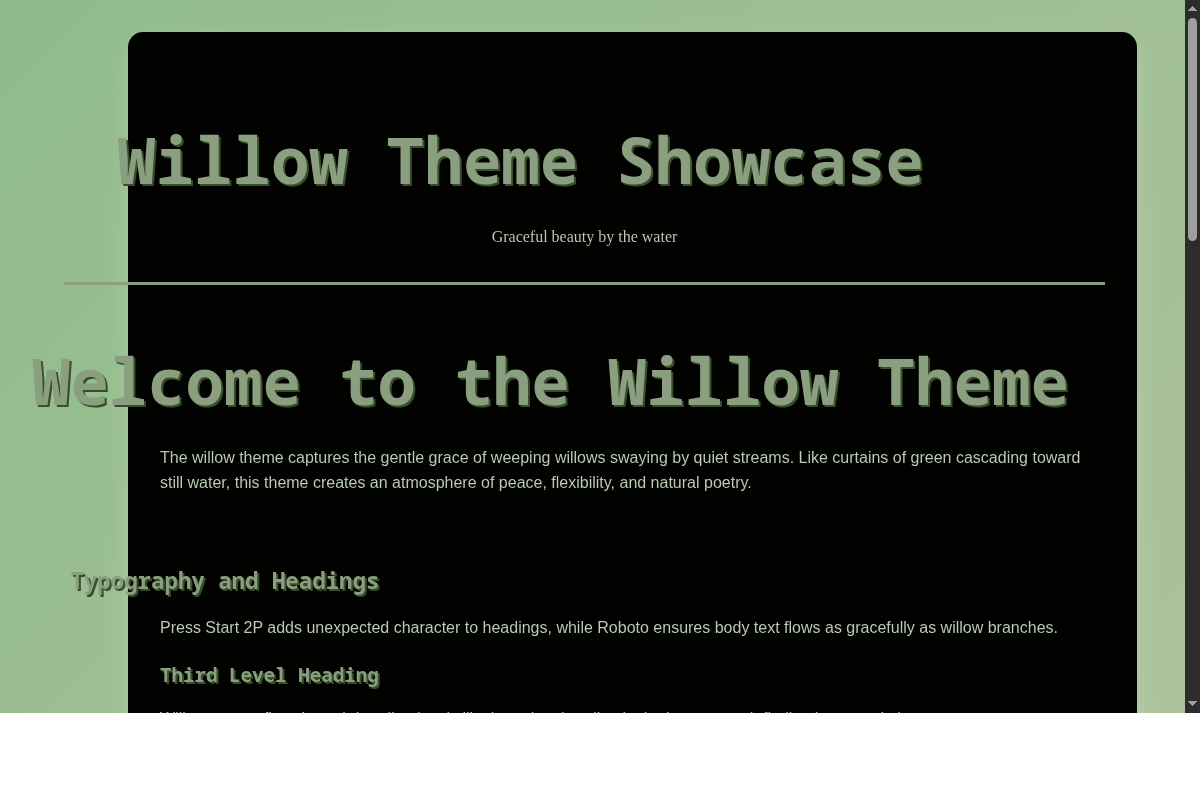 Willow Theme Showcase
Graceful beauty by the water
Welcome to the Willow Theme
The willow theme captures the gentle grace of weeping willows swaying by quiet streams. Like curtains of green cascading toward
still water, this theme creates an atmosphere of peace, flexibility, and natural poetry.
Typography and Headings
Press Start 2P adds unexpected character to headings, while Roboto ensures body text flows as gracefully as willow branches.
Third Level Heading